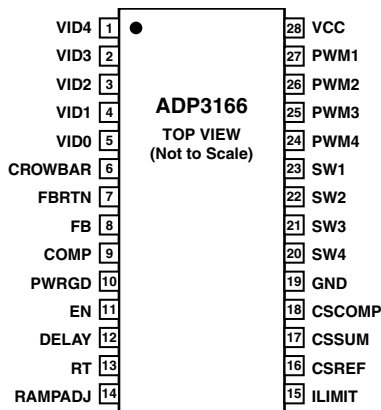 VID4 1 28 VCC
VID3 2 27 PWM1
VID2 3 26 PWM2
VID1 4 25 PWM3
VID0 5 24 PWM4
CROWBAR 6 23 SW1
FBRTN 7 22 SW2
FB 8 21 SW3
COMP 9 20 SW4
PWRGD 10 19 GND
EN 11 18 CSCOMP
DELAY 12 17 CSSUM
RT 13 16 CSREF
RAMPADJ 14 15 ILIMIT
ADP3166
TOP VIEW
(Not to Scale)